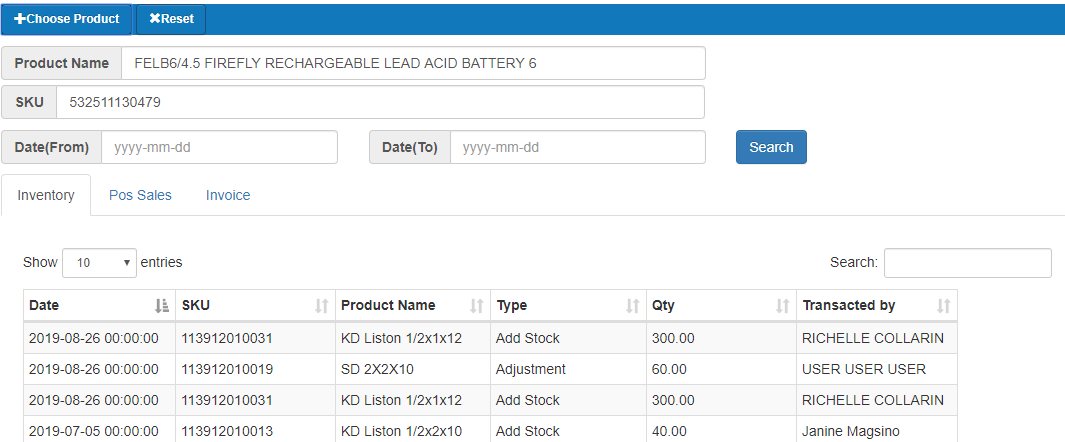 Choose Product Reset
Product Name FELB6/4.5 FIREFLY RECHARGEABLE LEAD ACID BATTERY 6
SKU 532511130479
Date(From) yyyy-mm-dd Date(To) yyyy-mm-dd Search
Inventory Pos Sales Invoice
Show 10 entries Search:
Date SKU Product Name Type Qty Transacted by
2019-08-26 00:00:00 113912010031 KD Liston 1/2x1x12 Add Stock 300.00 RICHELLE COLLARIN
2019-08-26 00:00:00 113912010019 SD 2X2X10 Adjustment 60.00 USER USER USER
2019-08-26 00:00:00 113912010031 KD Liston 1/2x1x12 Add Stock 300.00 RICHELLE COLLARIN
2019-07-05 00:00:00 113912010013 KD Liston 1/2x2x10 Add Stock 40.00 Janine Magsino